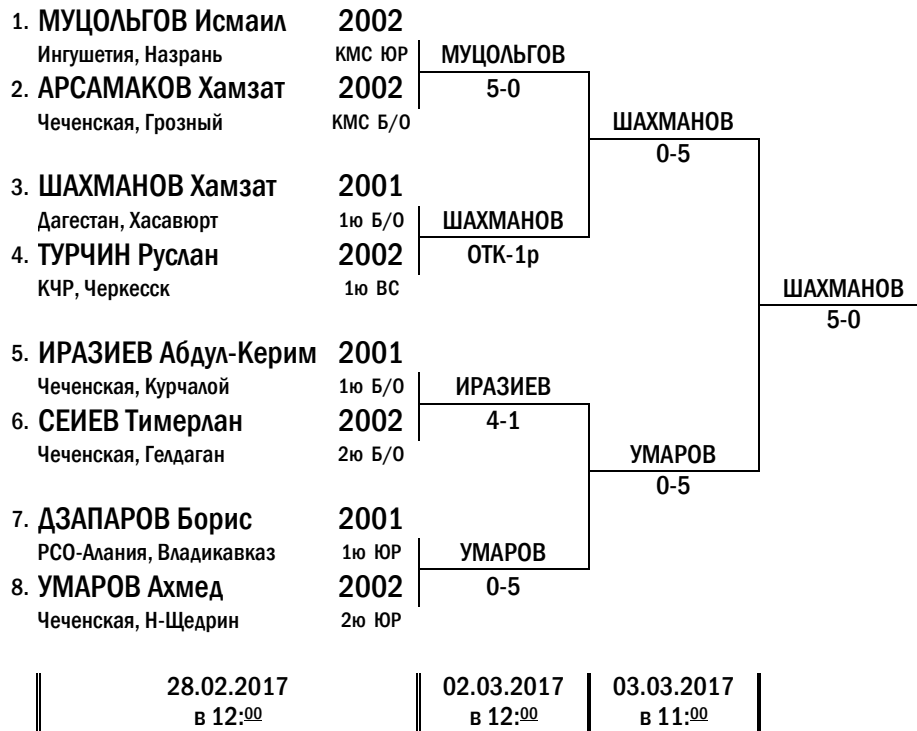 1. МУЦОЛЬГОВ Исмаил 2002
Ингушетия, Назрань КМС ЮР
МУЦОЛЬГОВ
5-0
2. АРСАМАКОВ Хамзат 2002
Чеченская, Грозный КМС Б/О
ШАХМАНОВ
0-5
3. ШАХМАНОВ Хамзат 2001
Дагестан, Хасавюрт 1ю Б/О
ШАХМАНОВ
ОТК-1р
4. ТУРЧИН Руслан 2002
КЧР, Черкесск 1ю ВС
ШАХМАНОВ
5-0
5. ИРАЗИЕВ Абдул-Керим 2001
Чеченская, Курчалой 1ю Б/О
ИРАЗИЕВ
4-1
6. СЕИЕВ Тимерлан 2002
Чеченская, Гелдаган 2ю Б/О
УМАРОВ
0-5
7. ДЗАПАРОВ Борис 2001
РСО-Алания, Владикавказ 1ю ЮР
УМАРОВ
0-5
8. УМАРОВ Ахмед 2002
Чеченская, Н-Щедрин 2ю ЮР
28.02.2017 02.03.2017 03.03.2017
в 12:00 в 12:00 в 11:00